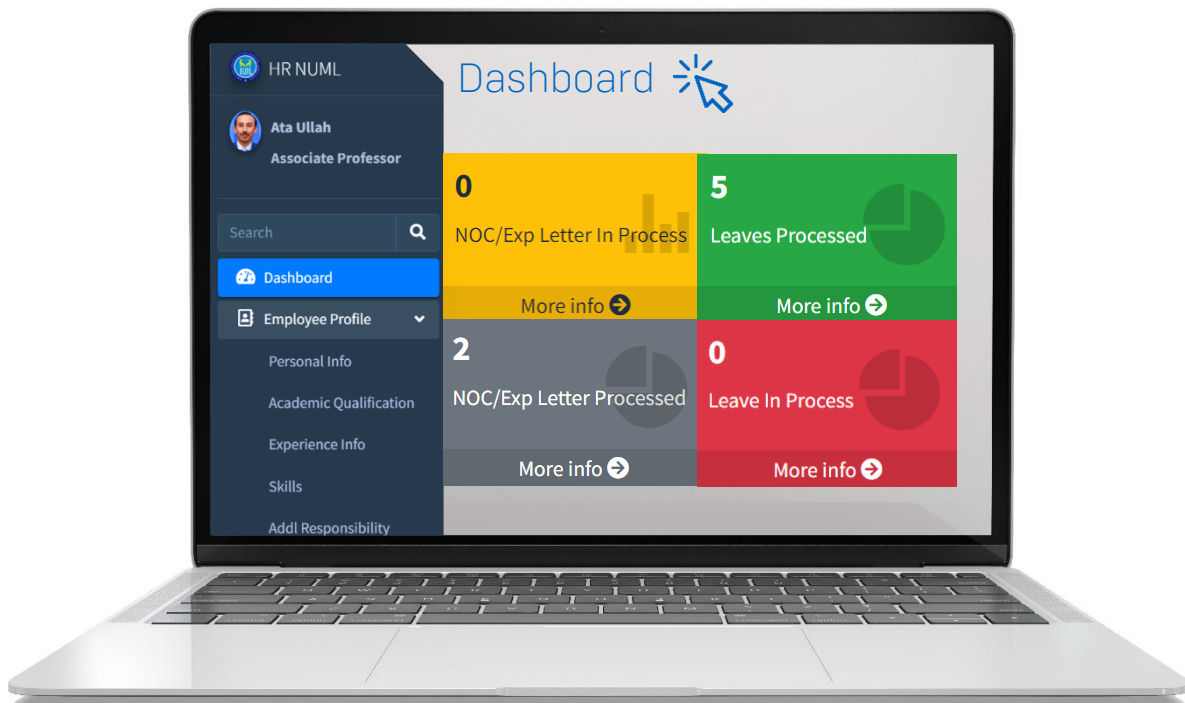 HR NUML
Ata Ullah
Associate Professor
Search
Dashboard
Employee Profile
Personal Info
Academic Qualification
Experience Info
Skills
Addl Responsibility
Dashboard
0
NOC/Exp Letter In Process
More info
5
Leaves Processed
More info
2
NOC/Exp Letter Processed
More info
0
Leave In Process
More info